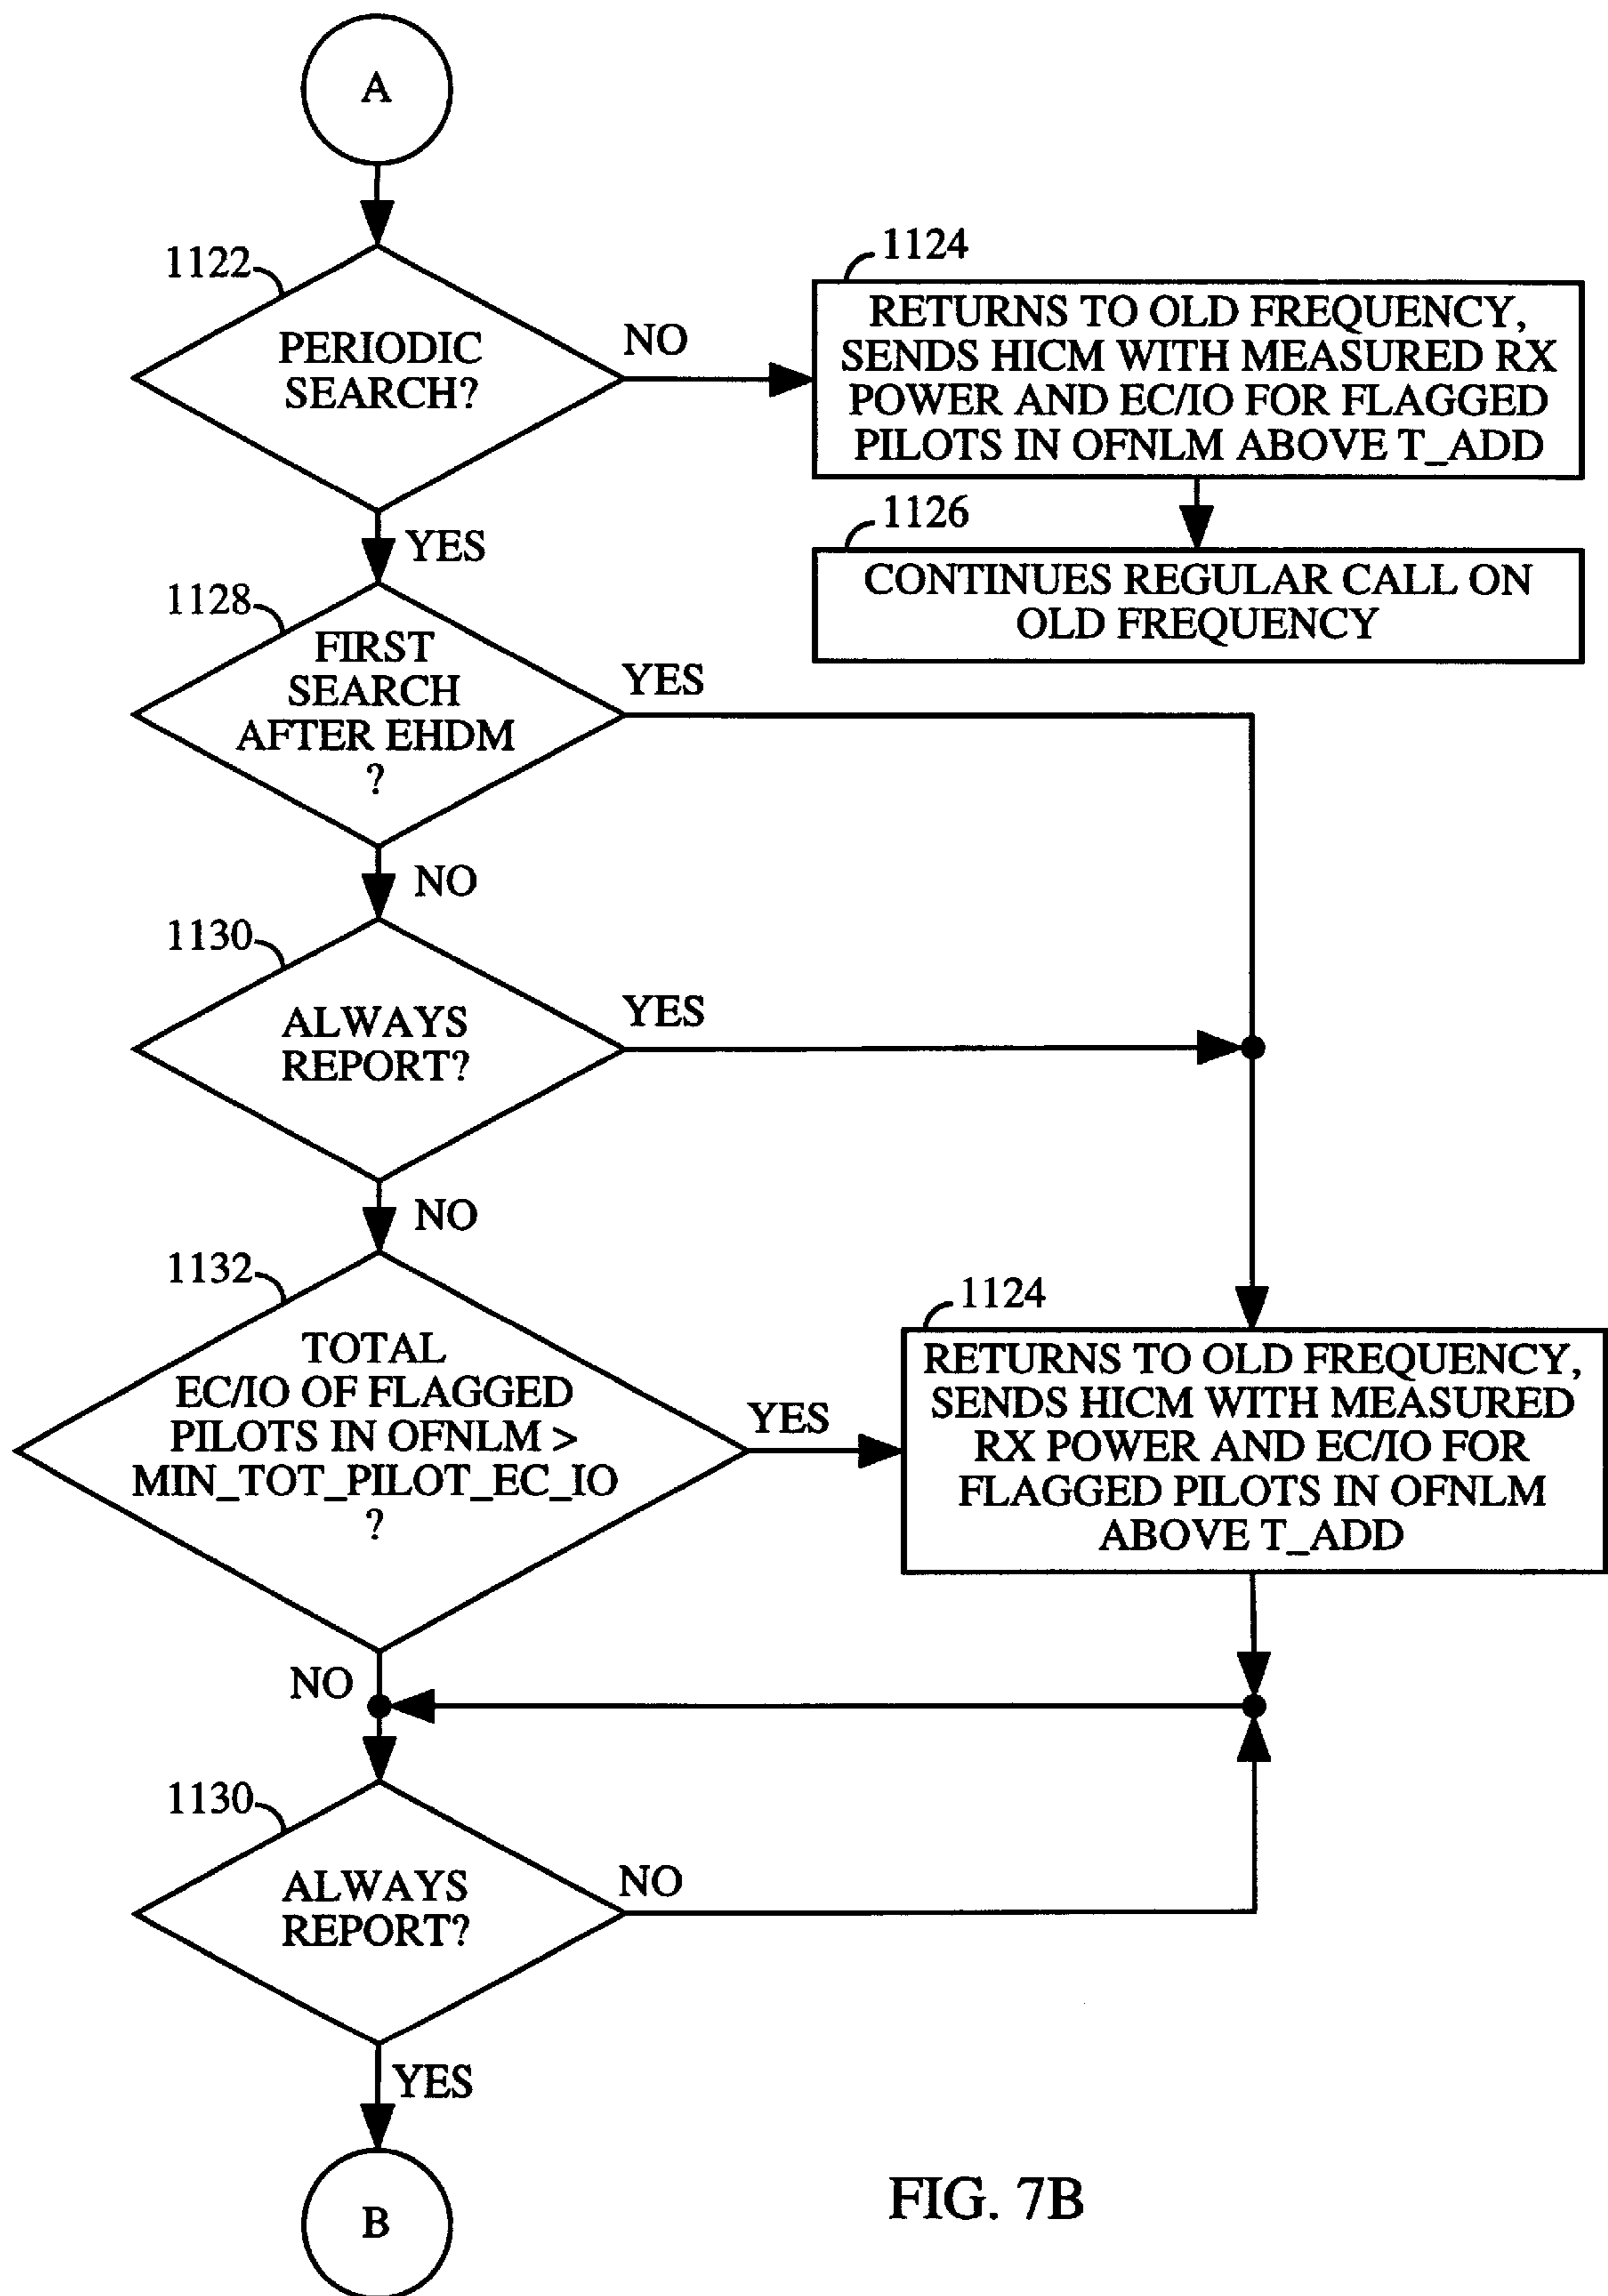 A
1122
PERIODIC
SEARCH?
NO
YES
1124
RETURNS TO OLD FREQUENCY,
SENDS HICM WITH MEASURED RX
POWER AND EC/IO FOR FLAGGED
PILOTS IN OFNLM ABOVE T_ADD
1126
CONTINUES REGULAR CALL ON
OLD FREQUENCY
1128
FIRST
SEARCH
AFTER EHDM
?
YES
NO
1130
ALWAYS
REPORT?
YES
NO
1132
TOTAL
EC/IO OF FLAGGED
PILOTS IN OFNLM >
MIN_TOT_PILOT_EC_IO
?
YES
NO
1124
RETURNS TO OLD FREQUENCY,
SENDS HICM WITH MEASURED
RX POWER AND EC/IO FOR
FLAGGED PILOTS IN OFNLM
ABOVE T_ADD
1130
ALWAYS
REPORT?
NO
YES
B
FIG. 7B